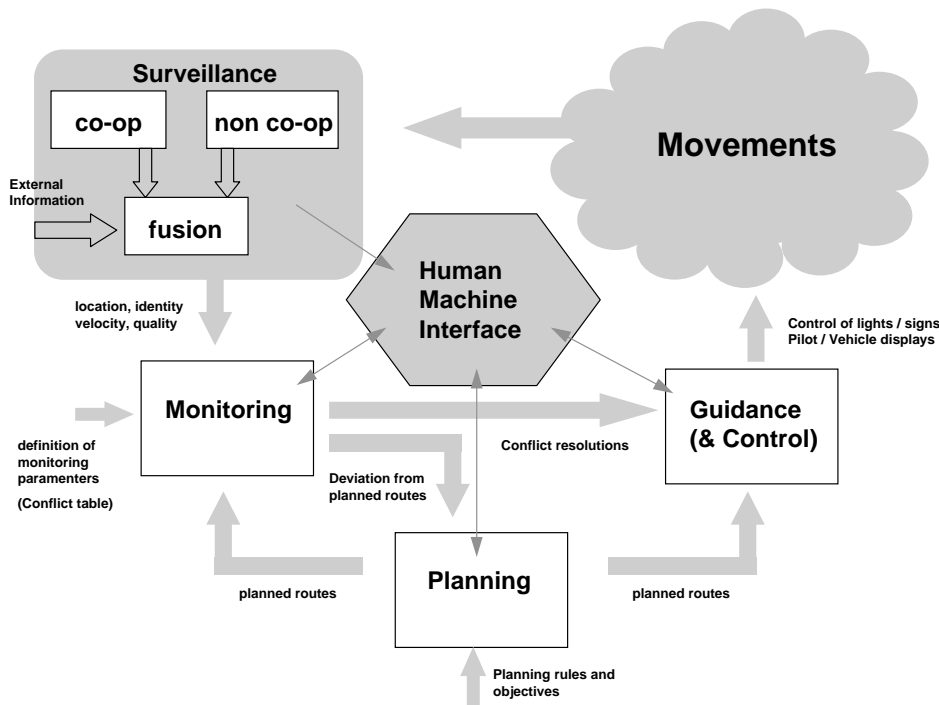 Surveillance
co-op
non co-op
External
Information
fusion
Movements
Human
Machine
Interface
location, identity
velocity, quality
Control of lights / signs
Pilot / Vehicle displays
Monitoring
Guidance
(& Control)
definition of
monitoring
paramenters
(Conflict table)
Conflict resolutions
Deviation from
planned routes
Planning
planned routes
planned routes
Planning rules and
objectives